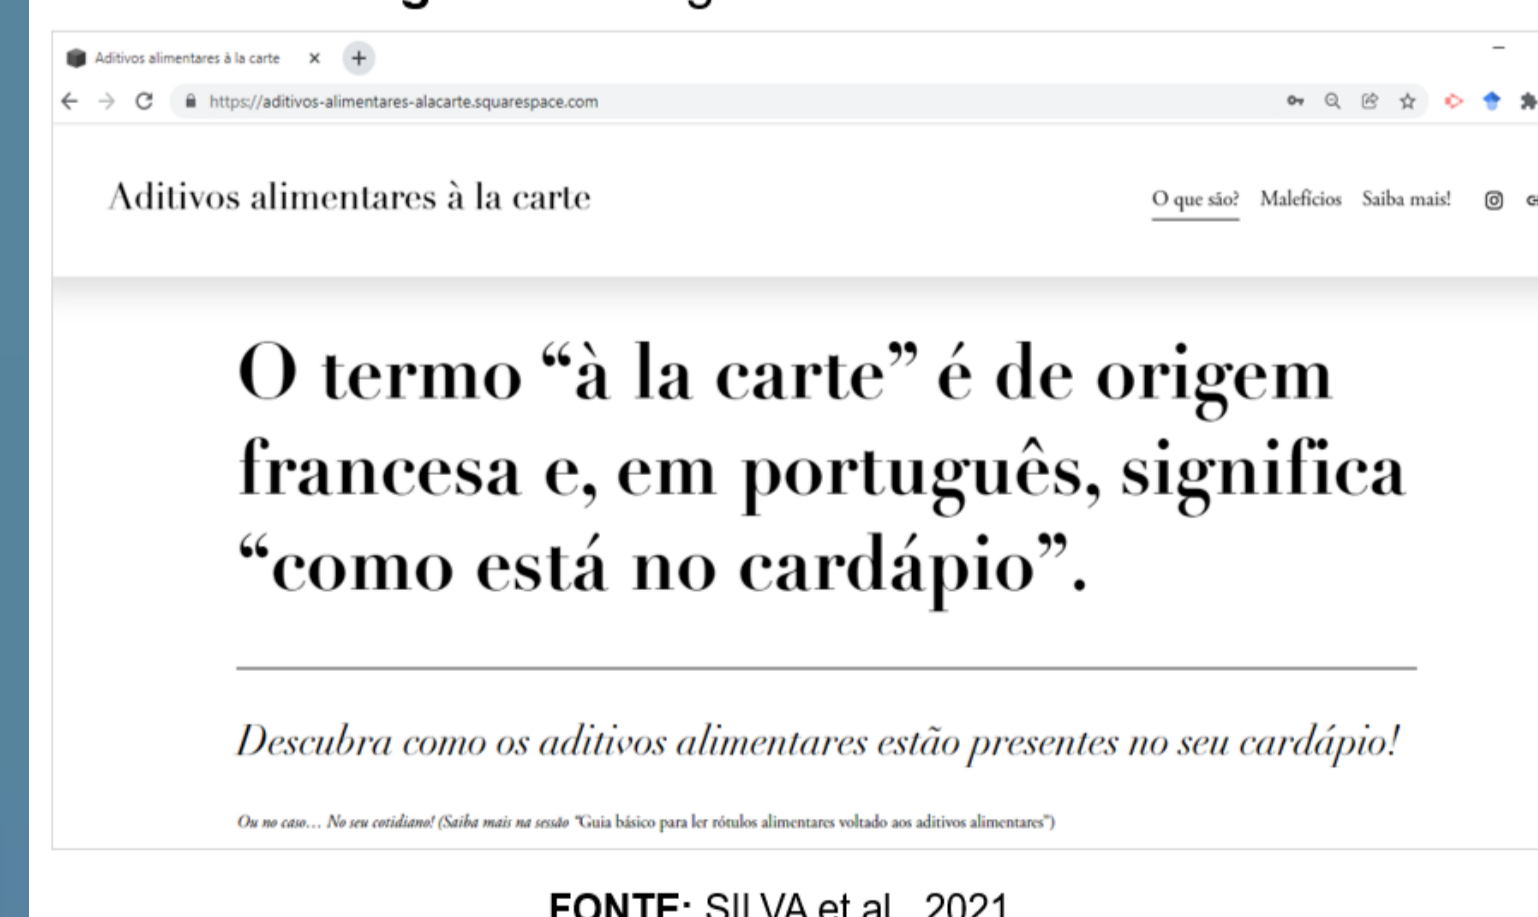 Aditivos alimentares à la carte
https://aditivos-alimentares-alacarte.squarespace.com
Aditivos alimentares à la carte
O que são? Malefícios Saiba mais!
O termo “à la carte” é de origem
francesa e, em português, significa
“como está no cardápio”.
Descubra como os aditivos alimentares estão presentes no seu cardápio!
Ou no caso... No seu cotidiano! (Saiba mais na sessão "Guia básico para ler rótulos alimentares voltado aos aditivos alimentares")
FONTE: SILVA et al., 2021